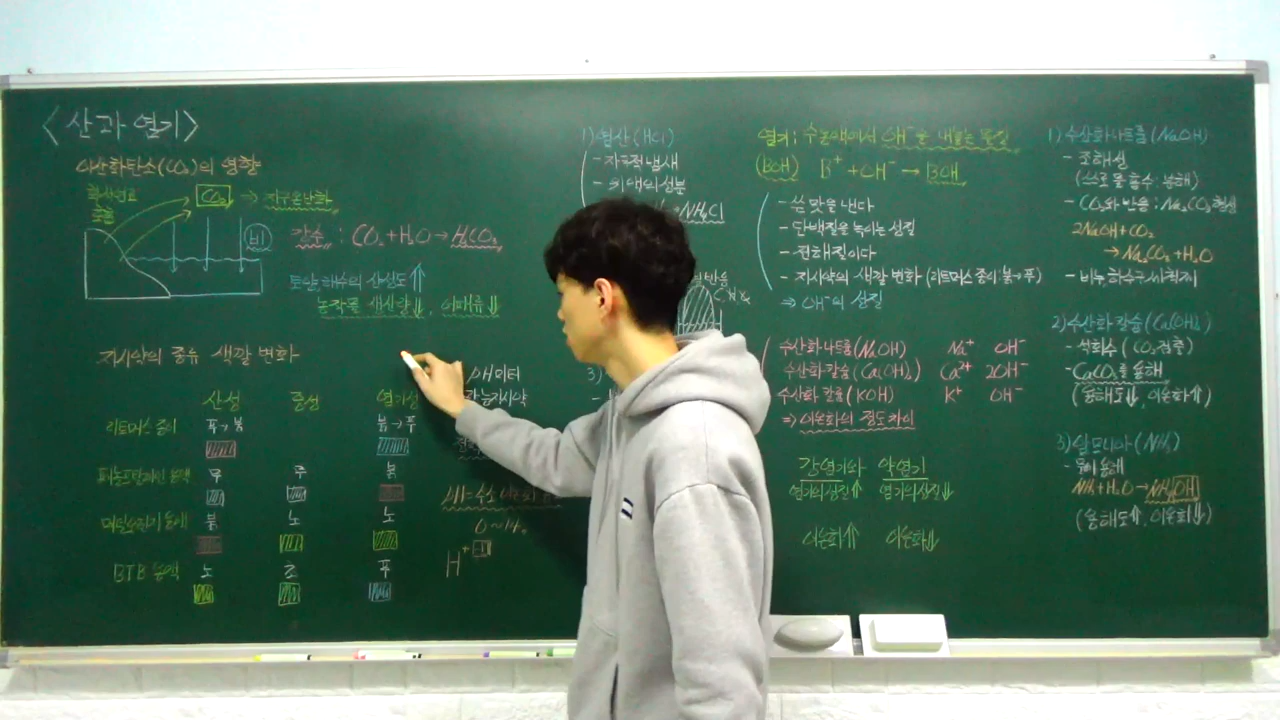 <산과 염기>
이산화탄소(CO₂)의 영향
화석연료
CO₂ ⇒ 지구온난화
비
강수 : CO₂ + H₂O → H₂CO₃
토양, 해수의 산성도 ⇑
농작물 생산량 ⇓, 어패류 ⇓
지시약의 종류 색깔 변화
산성 중성 염기성
리트머스 종이 푸→붉 붉→푸
페놀프탈레인 용액 무 무 붉
메틸오렌지 용액 붉 노 노
BTB 용액 노 초 푸
pH미터
만능지시약
0~14
H⁺
1) 염산 (HCl)
- 자극적 냄새
- 위액의 성분
NH₄Cl
3)
염기 : 수용액에서 OH⁻을 내놓는 물질
(BOH) B⁺ + OH⁻ → BOH
- 쓴 맛을 낸다
- 단백질을 녹이는 성질
- 전해질이다
- 지시약의 색깔 변화 (리트머스 종이:붉→푸)
⇒ OH⁻의 성질
수산화 나트륨(NaOH) Na⁺ OH⁻
수산화 칼슘(Ca(OH)₂) Ca²⁺ 2OH⁻
수산화 칼륨(KOH) K⁺ OH⁻
⇒ 이온화의 정도 차이
강염기와 약염기
염기의 성질⇑ 염기의 성질⇓
이온화⇑ 이온화⇓
1) 수산화 나트륨(NaOH)
- 조해성
(스스로 물 흡수 : 용해)
- CO₂와 반응 : Na₂CO₃ 형성
2NaOH + CO₂
→ Na₂CO₃ + H₂O
- 비누, 하수구 세척제
2) 수산화 칼슘(Ca(OH)₂)
- 석회수 (CO₂ 검출)
- CaCO₃를 용해
(용해도⇓, 이온화⇑)
3) 암모니아(NH₃)
- 물에 용해
NH₃ + H₂O → NH₄OH
(용해도⇑, 이온화⇓)